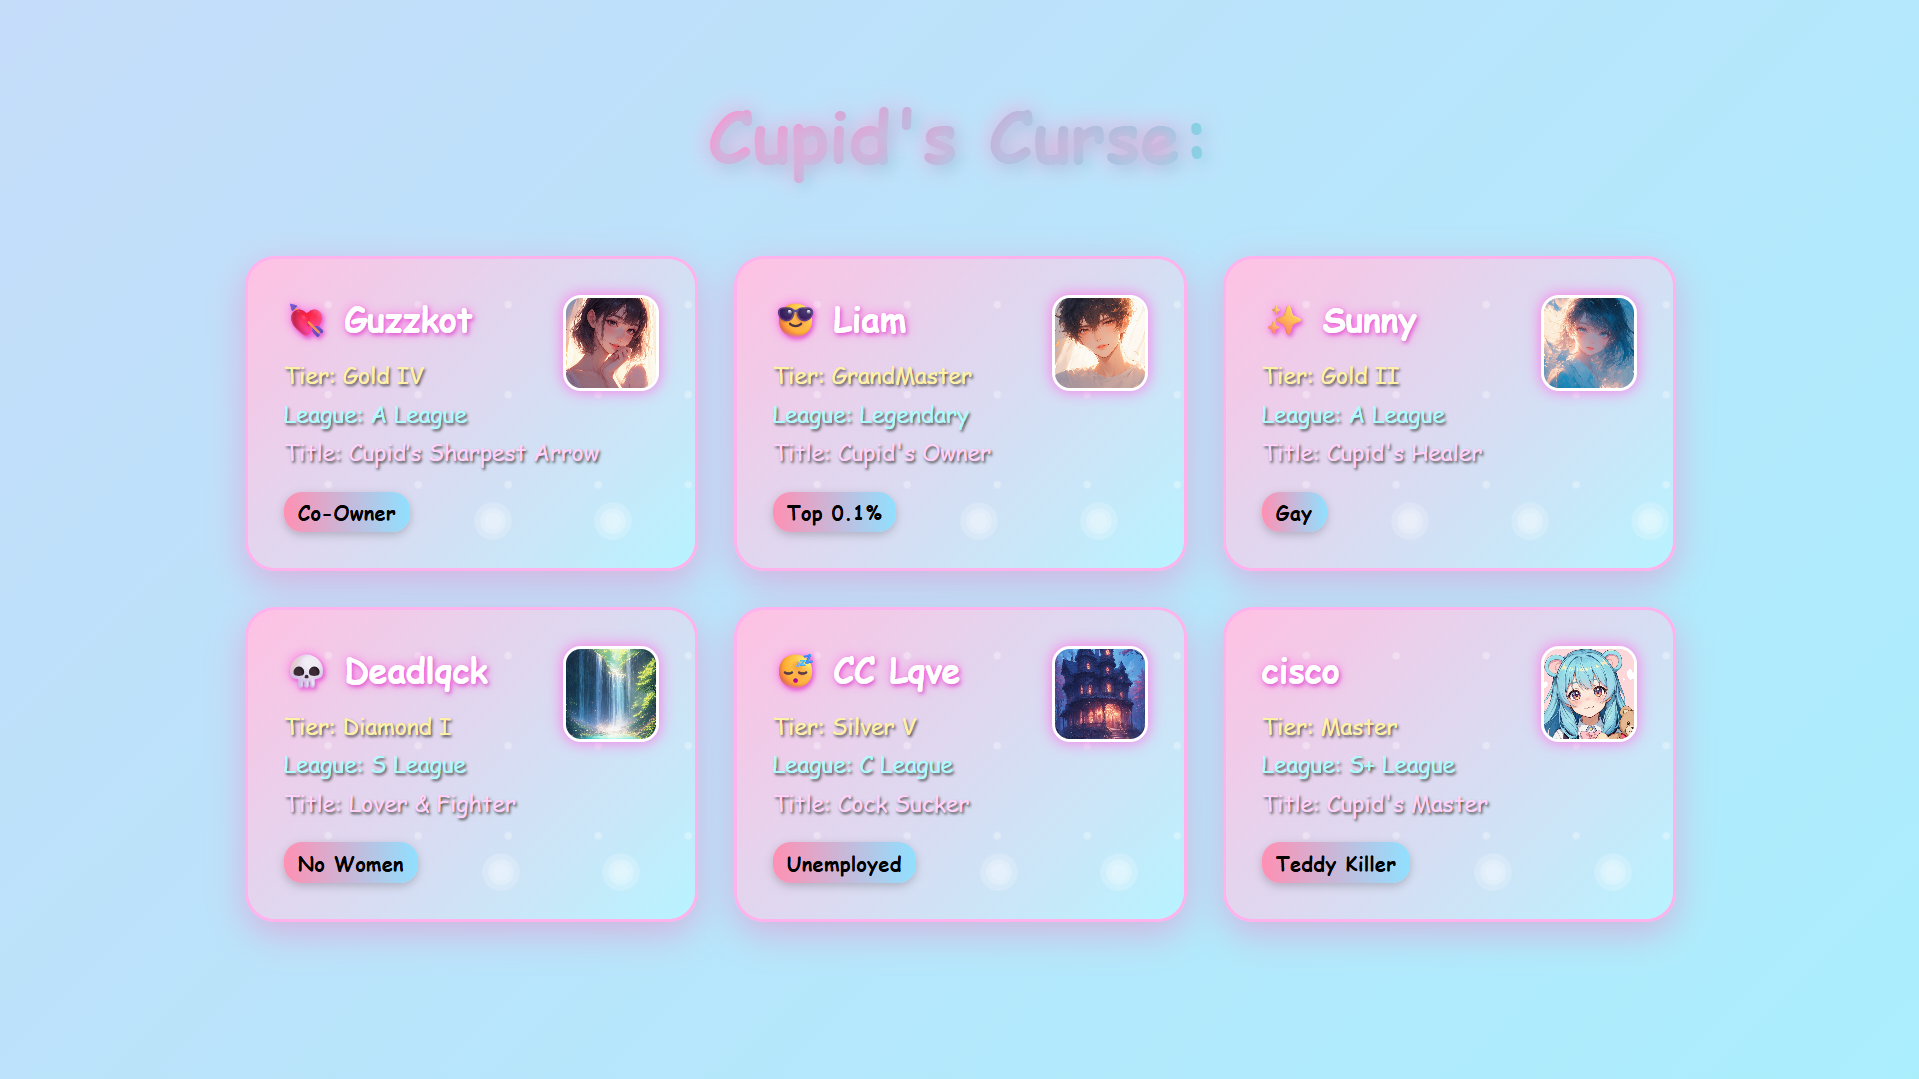 Cupid's Curse:
💘 Guzzkot
Tier: Gold IV
League: A League
Title: Cupid's Sharpest Arrow
Co-Owner
😎 Liam
Tier: GrandMaster
League: Legendary
Title: Cupid's Owner
Top 0.1%
✨ Sunny
Tier: Gold II
League: A League
Title: Cupid's Healer
Gay
💀 Deadlqck
Tier: Diamond I
League: S League
Title: Lover & Fighter
No Women
😴 CC Lqve
Tier: Silver V
League: C League
Title: Cock Sucker
Unemployed
cisco
Tier: Master
League: S+ League
Title: Cupid's Master
Teddy Killer